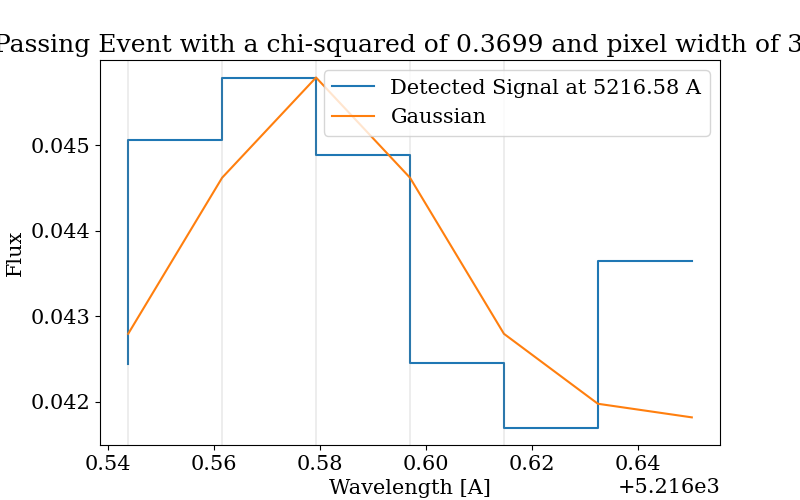 Passing Event with a chi-squared of 0.3699 and pixel width of 3
Detected Signal at 5216.58 A
Gaussian
Flux
0.045
0.044
0.043
0.042
0.54 0.56 0.58 0.60 0.62 0.64
Wavelength [A]
+5.216e3